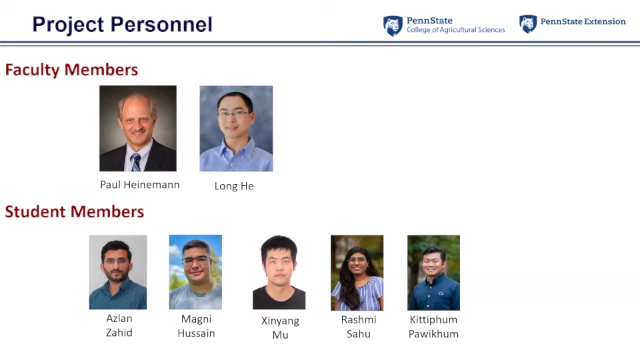 Project Personnel
PennState
College of Agricultural Sciences
PennState Extension
Faculty Members
Paul Heinemann
Long He
Student Members
Azlan
Zahid
Magni
Hussain
Xinyang
Mu
Rashmi
Sahu
Kittiphum
Pawikhum